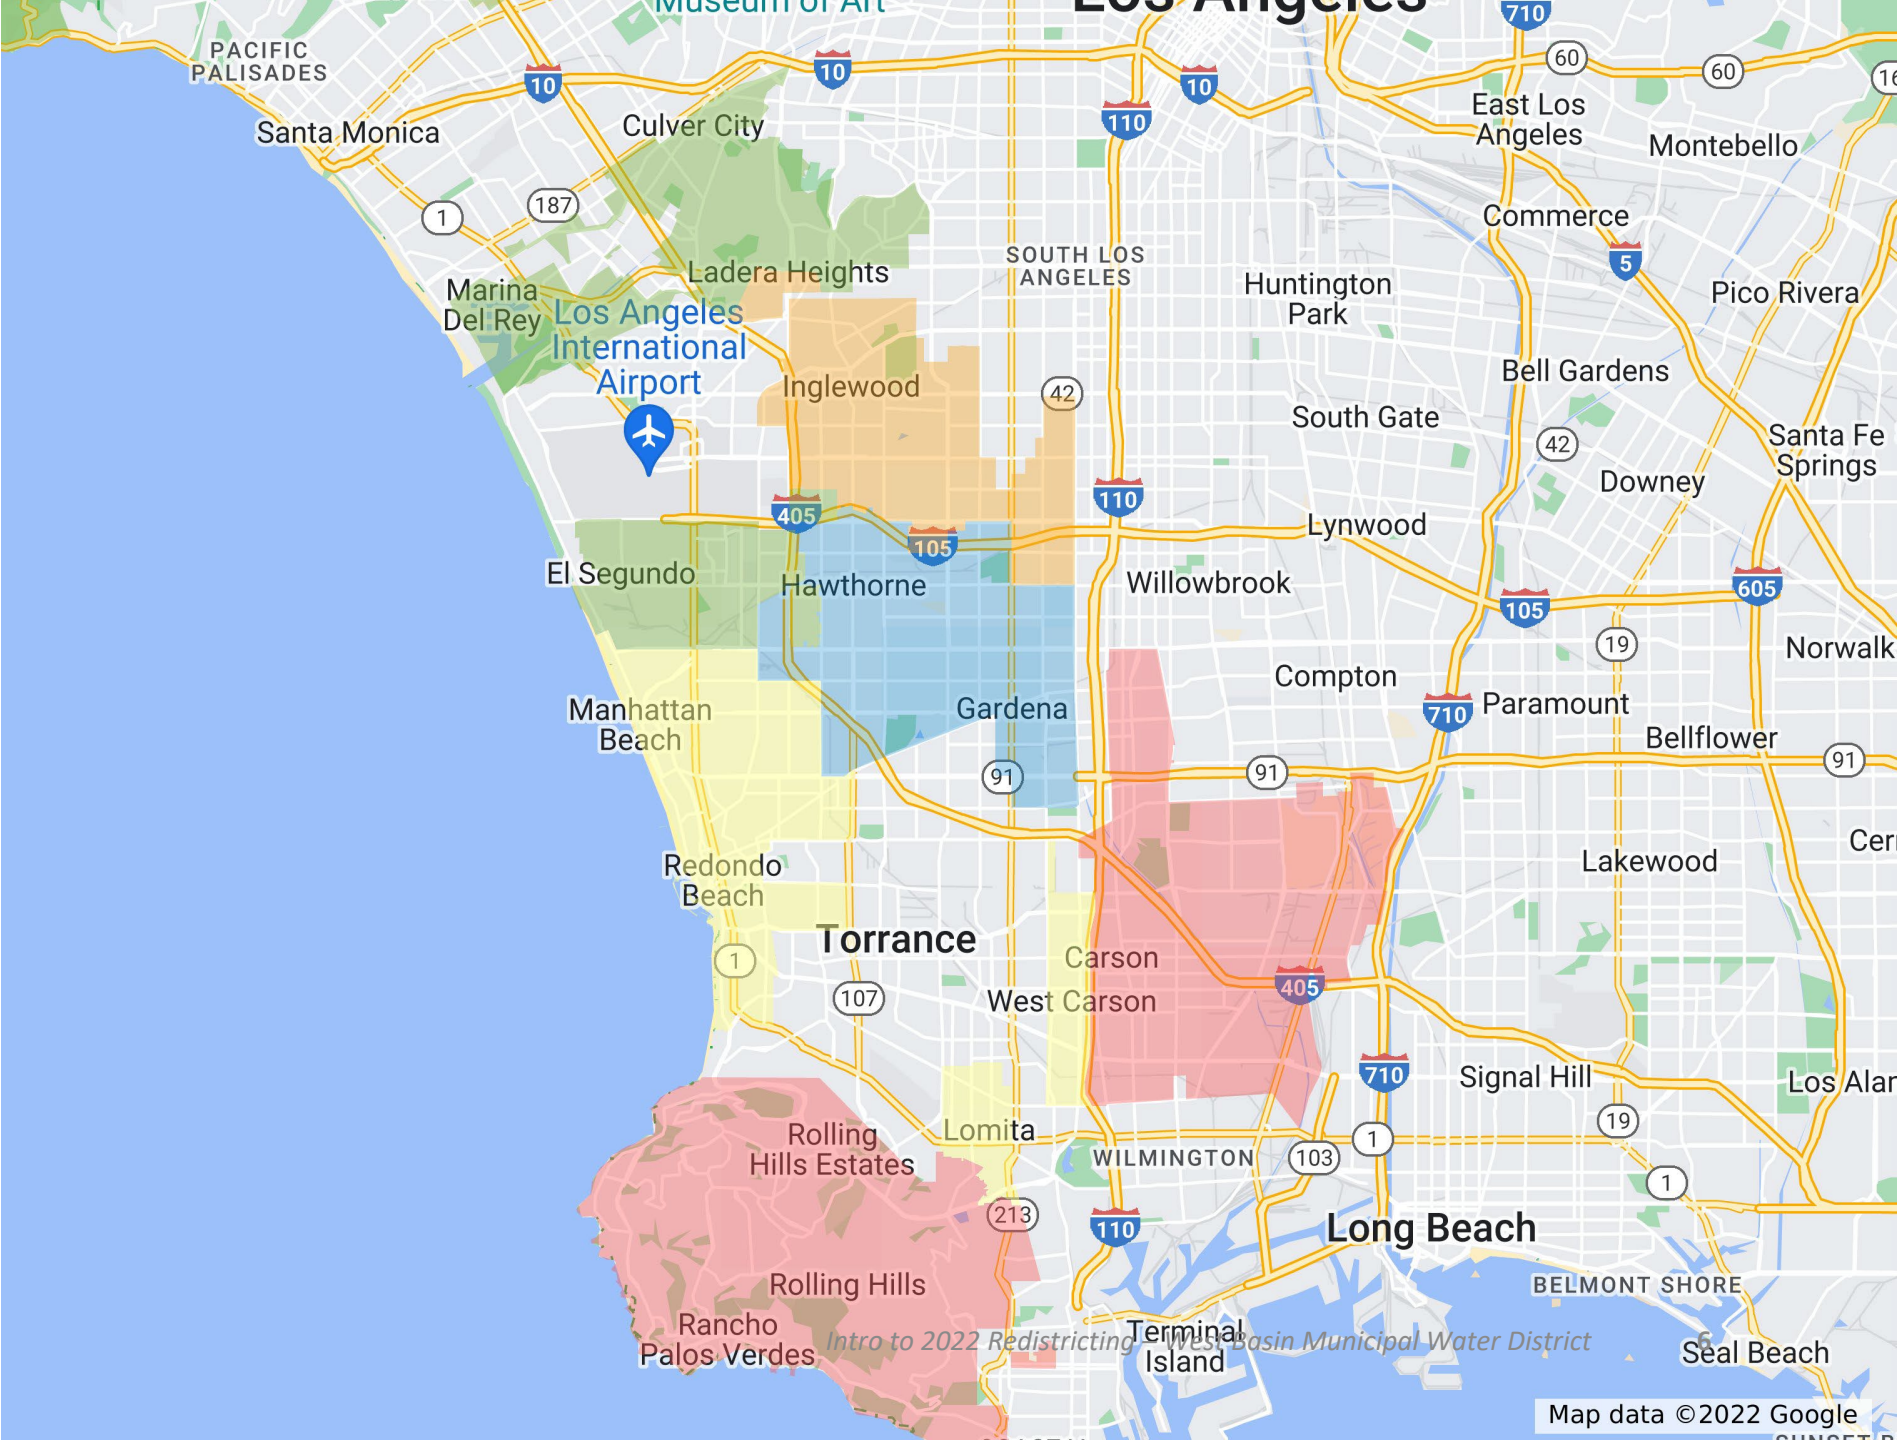 Museum of Art
Los Angeles
710
PACIFIC
PALISADES
10
10
10
60
60
110
East Los
Angeles
Santa Monica
Culver City
Montebello
1
187
Commerce
SOUTH LOS
ANGELES
5
Ladera Heights
Marina
Del Rey
Los Angeles
International
Airport
Huntington
Park
Pico Rivera
Inglewood
42
Bell Gardens
South Gate
42
Santa Fe
Springs
Downey
110
405
105
Lynwood
El Segundo
Hawthorne
Willowbrook
105
605
19
Norwalk
Compton
710
Paramount
Manhattan
Beach
Gardena
Bellflower
91
91
91
Redondo
Beach
Lakewood
Torrance
1
Carson
West Carson
107
405
710
Signal Hill
19
Lomita
Rolling
Hills Estates
WILMINGTON
103
1
1
213
110
Long Beach
Rolling Hills
BELMONT SHORE
Rancho
Palos Verdes
Intro to 2022 Redistricting – West Basin Municipal Water District
6
Terminal
Island
Seal Beach
Map data ©2022 Google